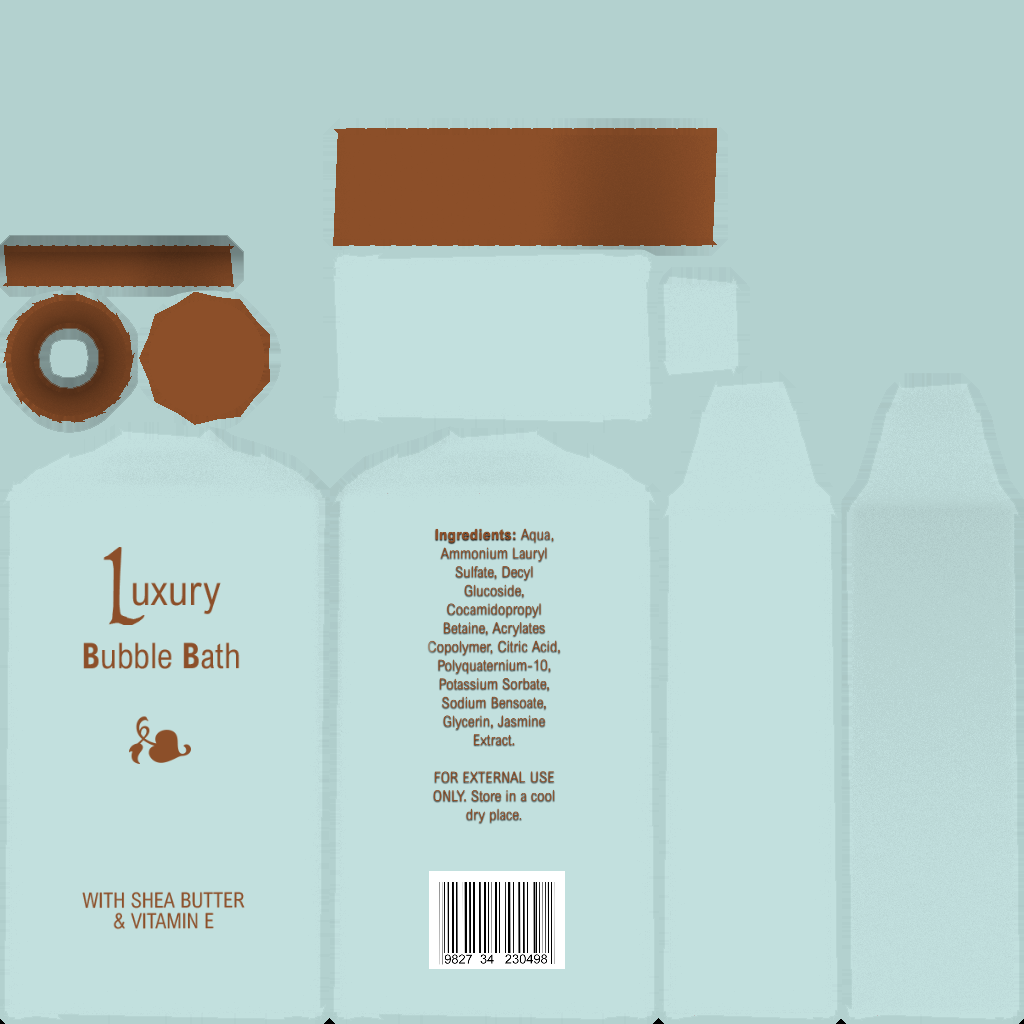 Luxury
Bubble Bath
WITH SHEA BUTTER
& VITAMIN E
Ingredients: Aqua,
Ammonium Lauryl
Sulfate, Decyl
Glucoside,
Cocamidopropyl
Betaine, Acrylates
Copolymer, Citric Acid,
Polyquaternium-10,
Potassium Sorbate,
Sodium Bensoate,
Glycerin, Jasmine
Extract.
FOR EXTERNAL USE
ONLY. Store in a cool
dry place.
9827 34 230498